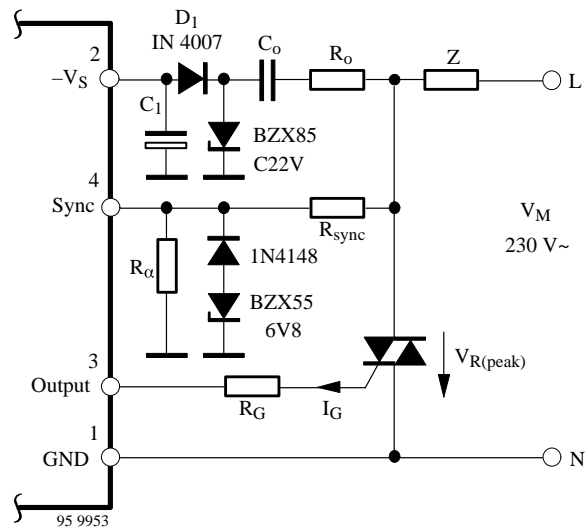 D1
IN 4007
2
–VS
C1
Co
Ro
Z
L
BZX85
C22V
4
Sync
Rα
1N4148
BZX55
6V8
Rsync
VM
230 V~
3
Output
RG
IG
VR(peak)
1
GND
N
95 9953